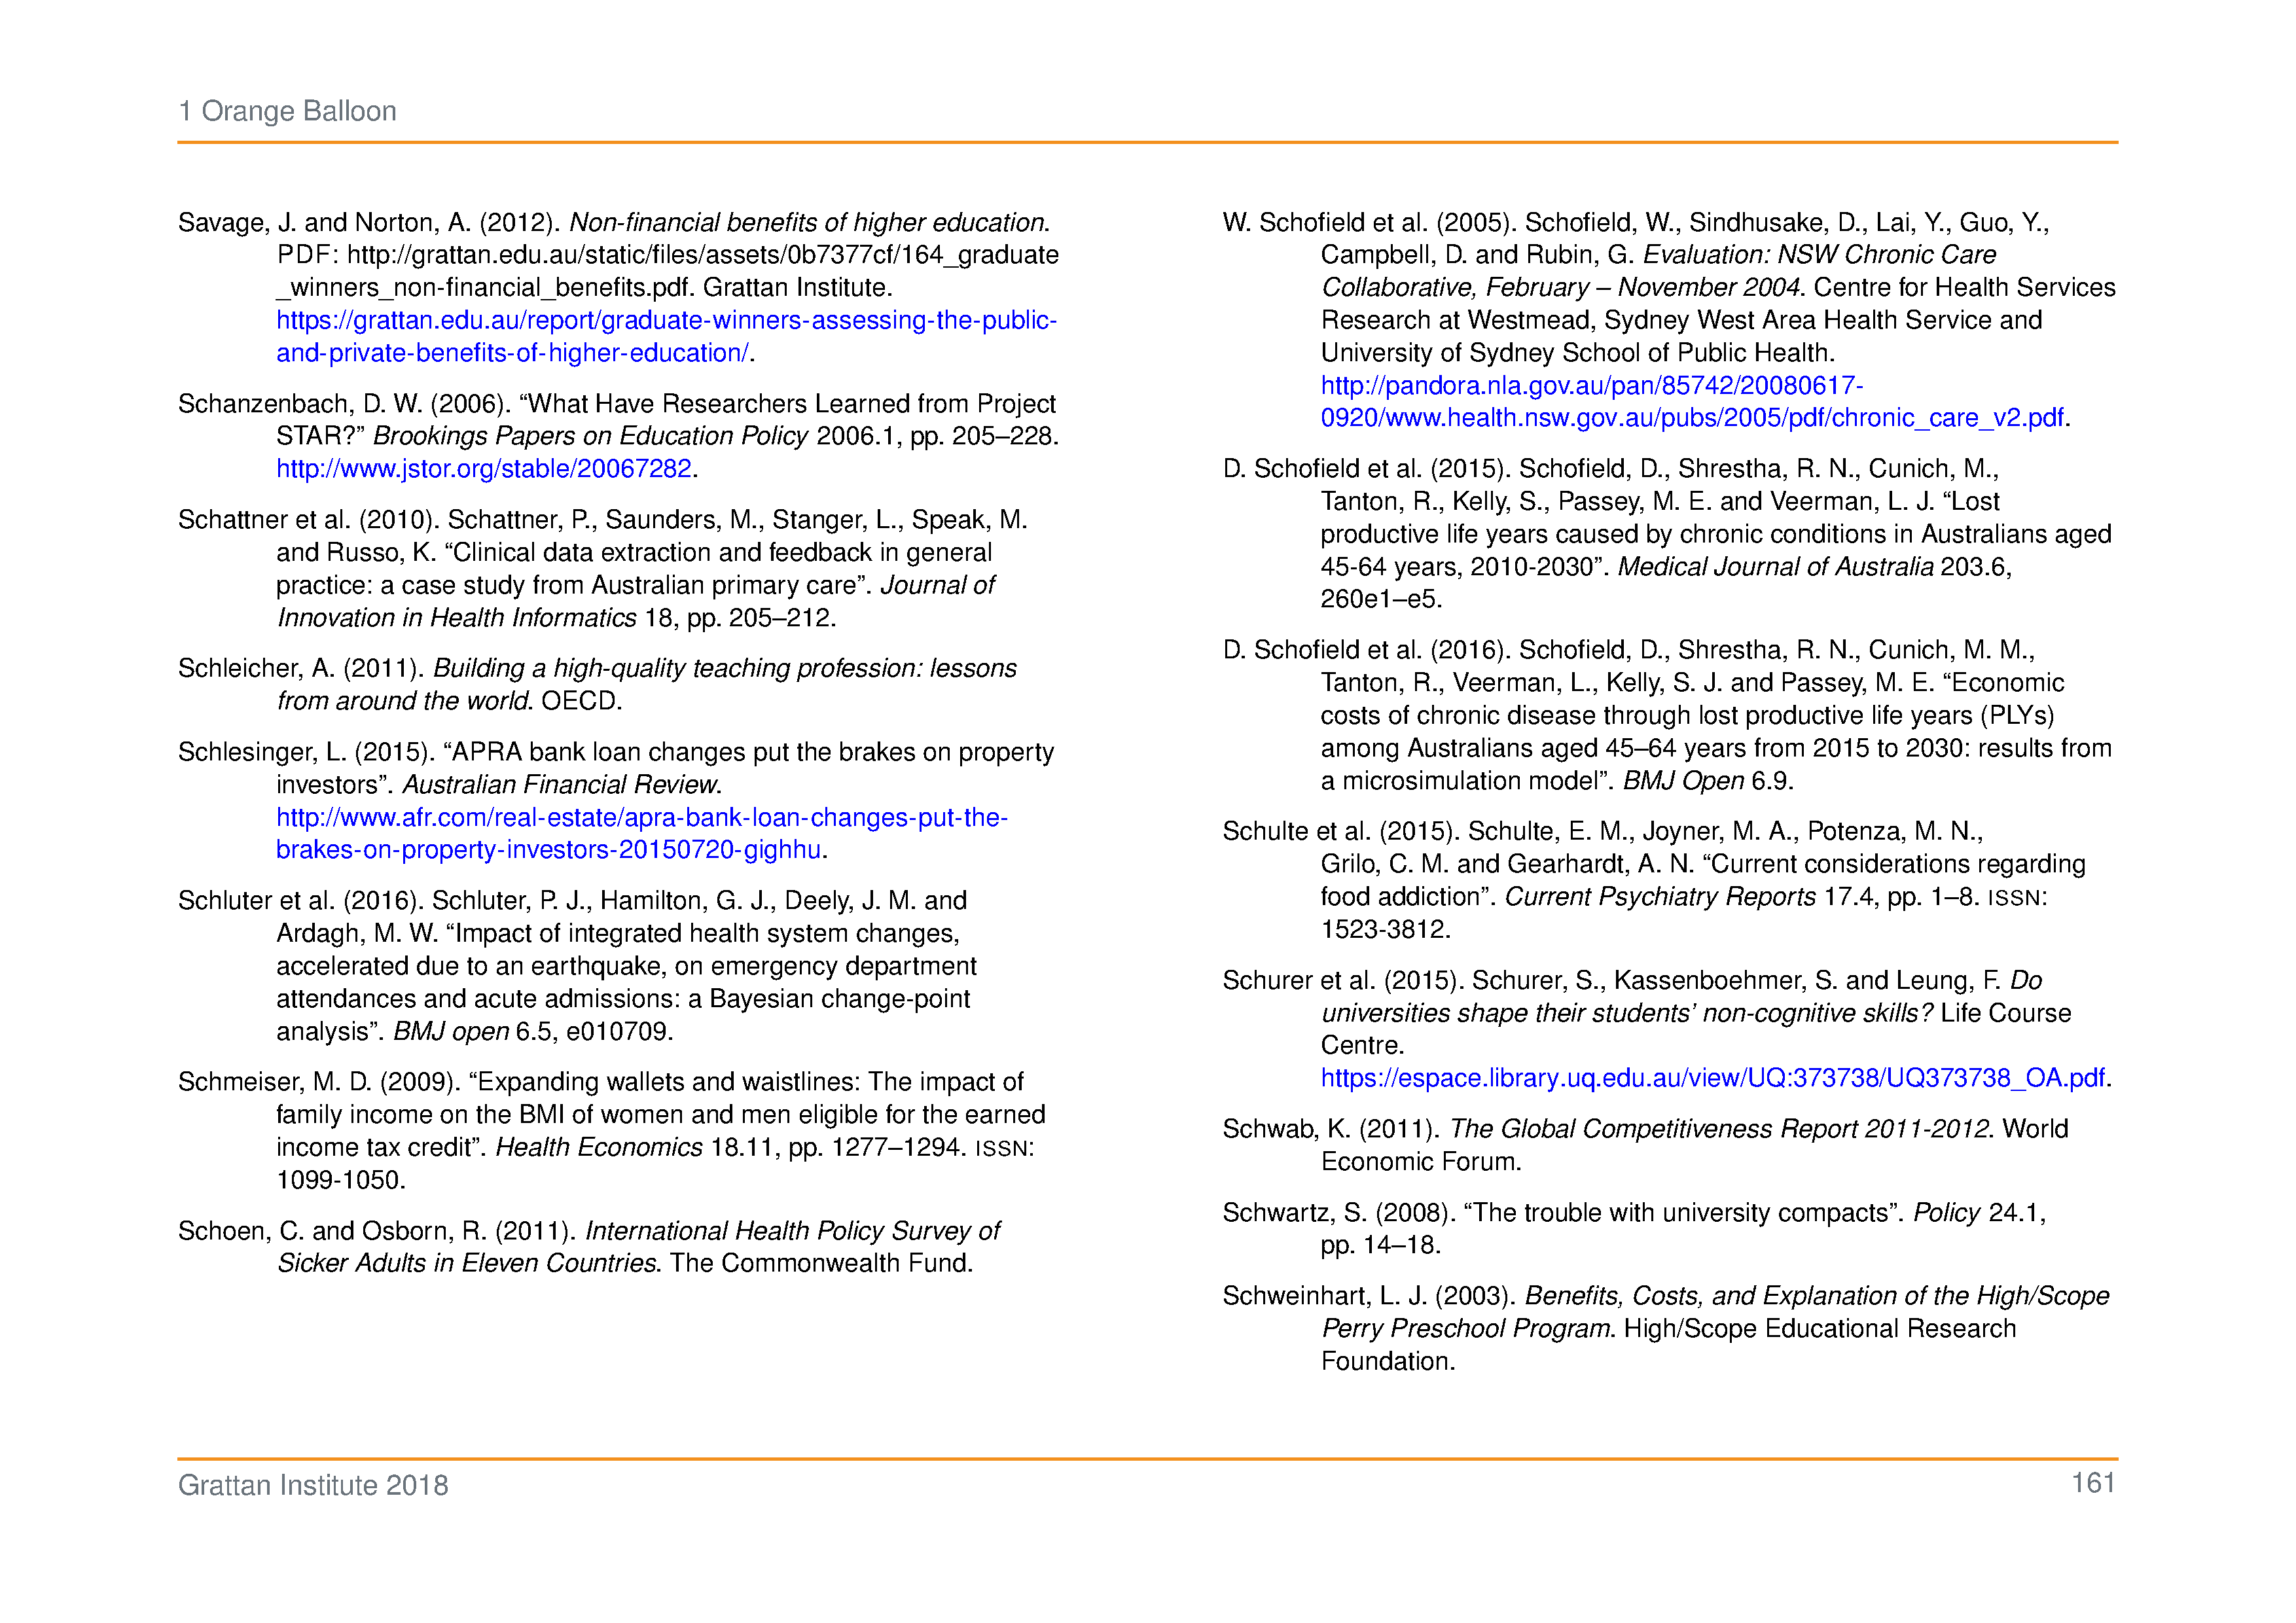 1 Orange Balloon
Savage, J. and Norton, A. (2012). Non-financial benefits of higher education.
PDF: http://grattan.edu.au/static/files/assets/0b7377cf/164_graduate
_winners_non-financial_benefits.pdf. Grattan Institute.
https://grattan.edu.au/report/graduate-winners-assessing-the-public-
and-private-benefits-of-higher-education/.
Schanzenbach, D. W. (2006). “What Have Researchers Learned from Project
STAR?” Brookings Papers on Education Policy 2006.1, pp. 205–228.
http://www.jstor.org/stable/20067282.
Schattner et al. (2010). Schattner, P., Saunders, M., Stanger, L., Speak, M.
and Russo, K. “Clinical data extraction and feedback in general
practice: a case study from Australian primary care”. Journal of
Innovation in Health Informatics 18, pp. 205–212.
Schleicher, A. (2011). Building a high-quality teaching profession: lessons
from around the world. OECD.
Schlesinger, L. (2015). “APRA bank loan changes put the brakes on property
investors”. Australian Financial Review.
http://www.afr.com/real-estate/apra-bank-loan-changes-put-the-
brakes-on-property-investors-20150720-gighhu.
Schluter et al. (2016). Schluter, P. J., Hamilton, G. J., Deely, J. M. and
Ardagh, M. W. “Impact of integrated health system changes,
accelerated due to an earthquake, on emergency department
attendances and acute admissions: a Bayesian change-point
analysis”. BMJ open 6.5, e010709.
Schmeiser, M. D. (2009). “Expanding wallets and waistlines: The impact of
family income on the BMI of women and men eligible for the earned
income tax credit”. Health Economics 18.11, pp. 1277–1294. ISSN:
1099-1050.
Schoen, C. and Osborn, R. (2011). International Health Policy Survey of
Sicker Adults in Eleven Countries. The Commonwealth Fund.
W. Schofield et al. (2005). Schofield, W., Sindhusake, D., Lai, Y., Guo, Y.,
Campbell, D. and Rubin, G. Evaluation: NSW Chronic Care
Collaborative, February – November 2004. Centre for Health Services
Research at Westmead, Sydney West Area Health Service and
University of Sydney School of Public Health.
http://pandora.nla.gov.au/pan/85742/20080617-
0920/www.health.nsw.gov.au/pubs/2005/pdf/chronic_care_v2.pdf.
D. Schofield et al. (2015). Schofield, D., Shrestha, R. N., Cunich, M.,
Tanton, R., Kelly, S., Passey, M. E. and Veerman, L. J. “Lost
productive life years caused by chronic conditions in Australians aged
45-64 years, 2010-2030”. Medical Journal of Australia 203.6,
260e1–e5.
D. Schofield et al. (2016). Schofield, D., Shrestha, R. N., Cunich, M. M.,
Tanton, R., Veerman, L., Kelly, S. J. and Passey, M. E. “Economic
costs of chronic disease through lost productive life years (PLYs)
among Australians aged 45–64 years from 2015 to 2030: results from
a microsimulation model”. BMJ Open 6.9.
Schulte et al. (2015). Schulte, E. M., Joyner, M. A., Potenza, M. N.,
Grilo, C. M. and Gearhardt, A. N. “Current considerations regarding
food addiction”. Current Psychiatry Reports 17.4, pp. 1–8. ISSN:
1523-3812.
Schurer et al. (2015). Schurer, S., Kassenboehmer, S. and Leung, F. Do
universities shape their students’ non-cognitive skills? Life Course
Centre.
https://espace.library.uq.edu.au/view/UQ:373738/UQ373738_OA.pdf.
Schwab, K. (2011). The Global Competitiveness Report 2011-2012. World
Economic Forum.
Schwartz, S. (2008). “The trouble with university compacts”. Policy 24.1,
pp. 14–18.
Schweinhart, L. J. (2003). Benefits, Costs, and Explanation of the High/Scope
Perry Preschool Program. High/Scope Educational Research
Foundation.
Grattan Institute 2018
161